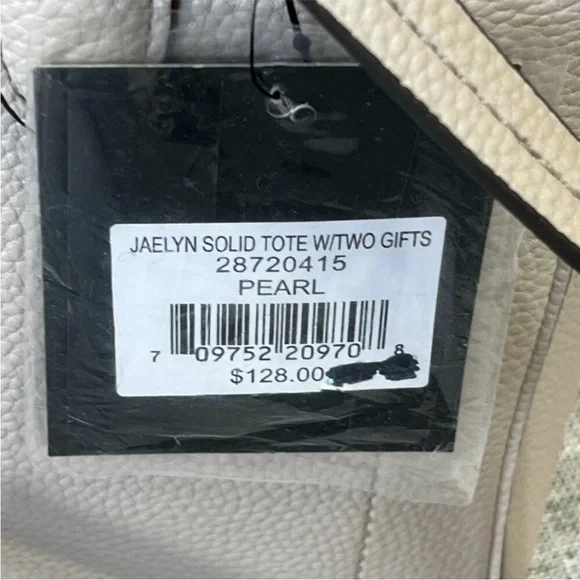 JAELYN SOLID TOTE W/TWO GIFTS
28720415
PEARL
7 09752 20970 8
$128.00